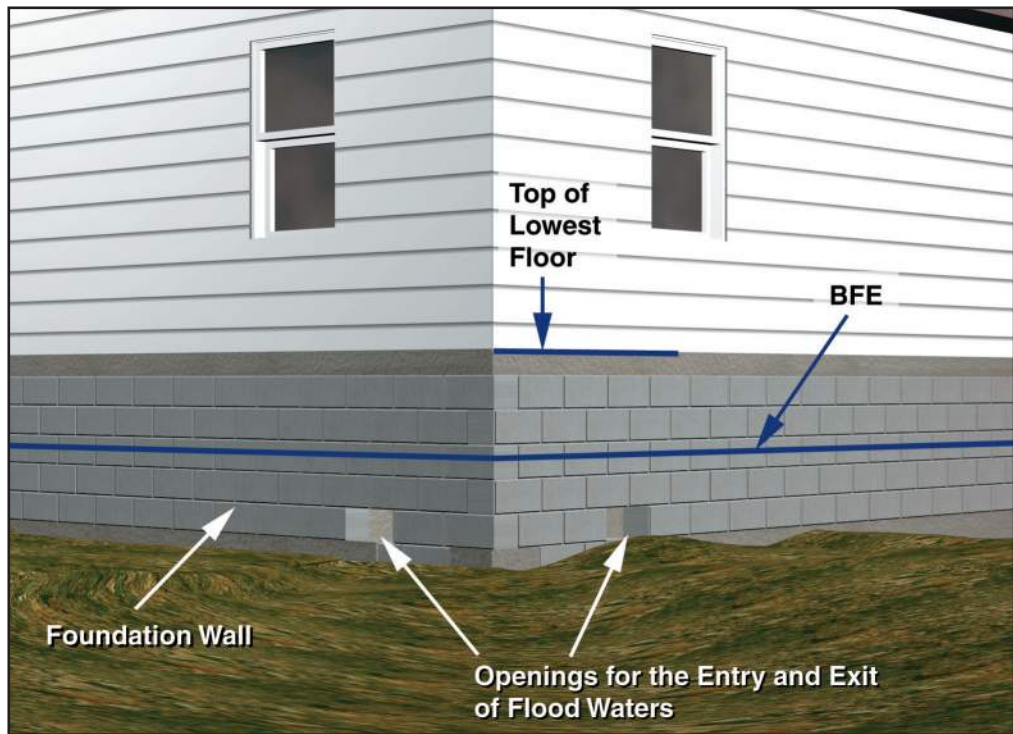 Top of
Lowest
Floor
BFE
Foundation Wall
Openings for the Entry and Exit
of Flood Waters